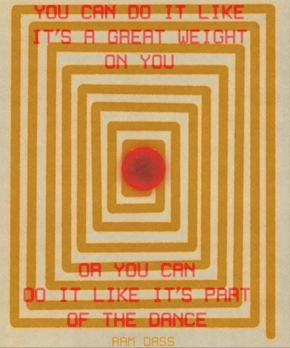 YOU CAN DO IT LIKE
IT'S A GREAT WEIGHT
ON YOU
OR YOU CAN
DO IT LIKE IT'S PART
OF THE DANCE
RAM DASS